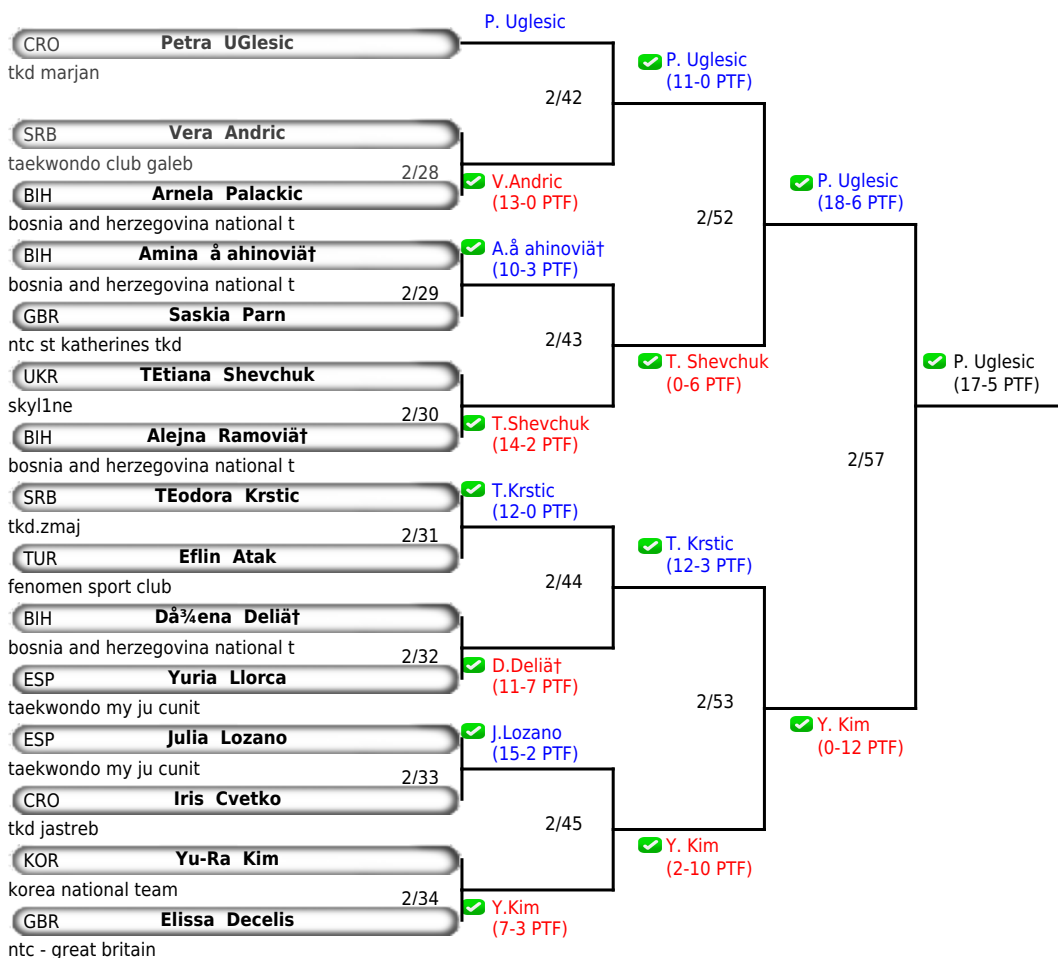 P. Uglesic
CRO Petra UGlesic
tkd marjan
P. Uglesic
(11-0 PTF)
2/42
SRB Vera Andric
taekwondo club galeb
2/28
V.Andric
(13-0 PTF)
BIH Arnela Palackic
bosnia and herzegovina national t
P. Uglesic
(18-6 PTF)
2/52
BIH Amina å ahinoviä†
A.å ahinoviä†
(10-3 PTF)
bosnia and herzegovina national t
2/29
GBR Saskia Parn
ntc st katherines tkd
2/43
T. Shevchuk
(0-6 PTF)
P. Uglesic
(17-5 PTF)
UKR TEtiana Shevchuk
skyl1ne
2/30
T.Shevchuk
(14-2 PTF)
BIH Alejna Ramoviä†
bosnia and herzegovina national t
2/57
SRB TEodora Krstic
T.Krstic
(12-0 PTF)
tkd.zmaj
2/31
TUR Eflin Atak
fenomen sport club
T. Krstic
(12-3 PTF)
2/44
BIH Då¾ena Deliä†
bosnia and herzegovina national t
2/32
D.Deliä†
(11-7 PTF)
ESP Yuria Llorca
taekwondo my ju cunit
2/53
Y. Kim
(0-12 PTF)
ESP Julia Lozano
J.Lozano
(15-2 PTF)
taekwondo my ju cunit
2/33
CRO Iris Cvetko
tkd jastreb
2/45
Y. Kim
(2-10 PTF)
KOR Yu-Ra Kim
korea national team
2/34
Y.Kim
(7-3 PTF)
GBR Elissa Decelis
ntc - great britain